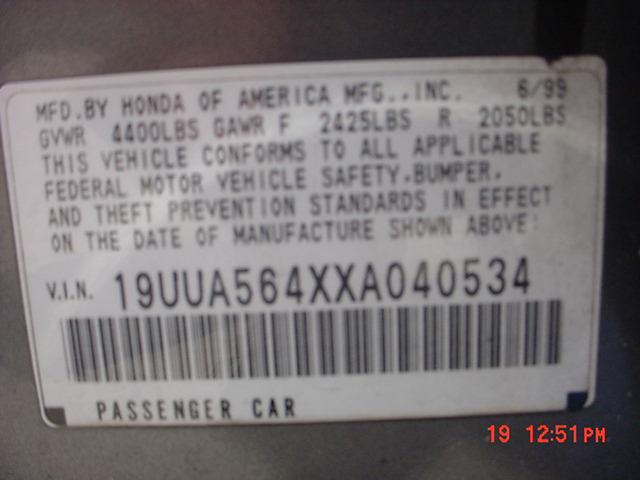 MFD.BY HONDA OF AMERICA MFG.,INC. 6/99
GVWR 4400LBS GAWR F 2425LBS R 2050LBS
THIS VEHICLE CONFORMS TO ALL APPLICABLE
FEDERAL MOTOR VEHICLE SAFETY,BUMPER,
AND THEFT PREVENTION STANDARDS IN EFFECT
ON THE DATE OF MANUFACTURE SHOWN ABOVE:
V.I.N. 19UUA564XXA040534
PASSENGER CAR
19 12:51PM